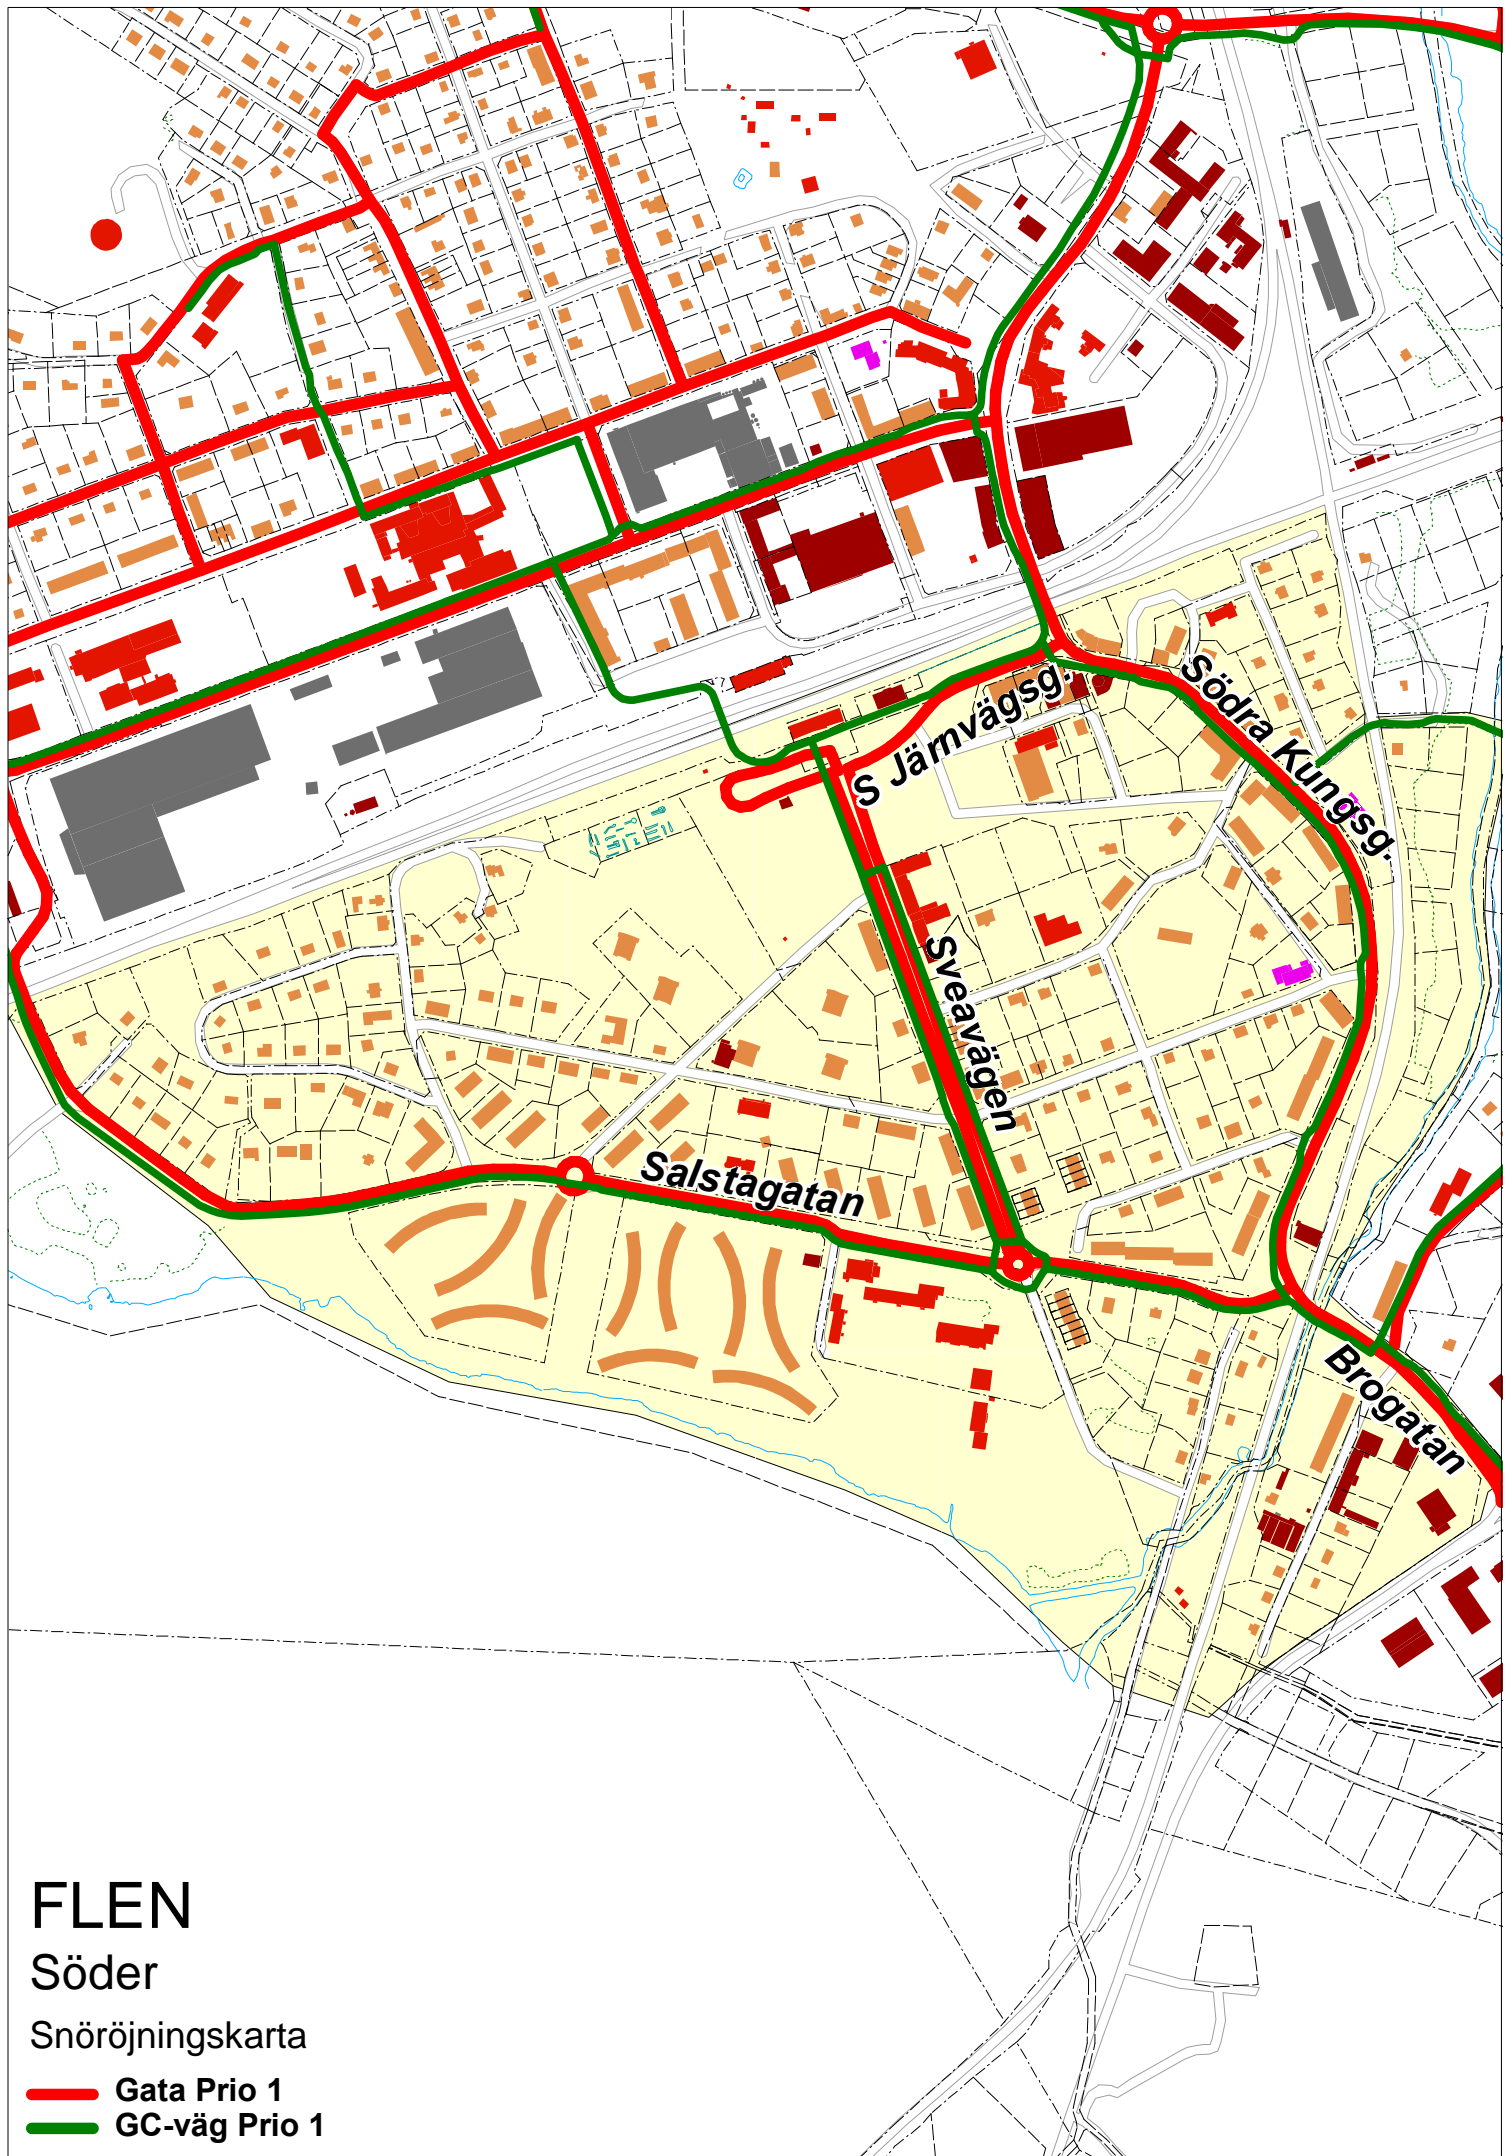 Södra Kungsg.
S Järnvägsg.
Sveavägen
Salstagatan
Brogatan
FLEN
Söder
Snöröjningskarta
Gata Prio 1
GC-väg Prio 1